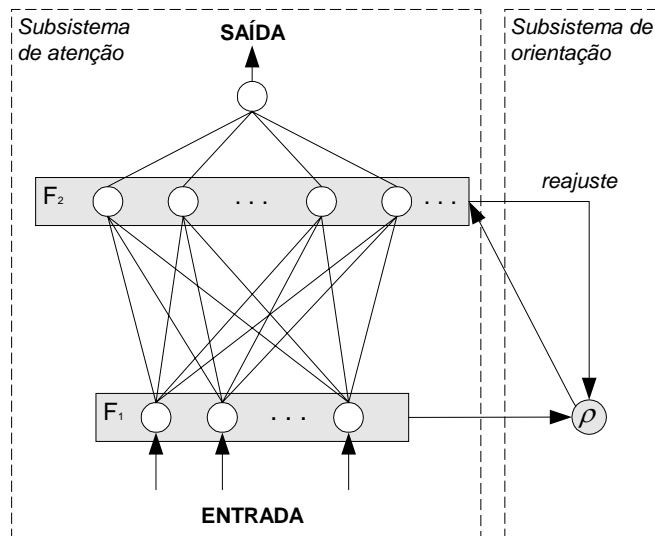 Subsistema
de atenção
SAÍDA
Subsistema de
orientação
F₂
. . .
. . .
reajuste
F₁
. . .
ρ
ENTRADA